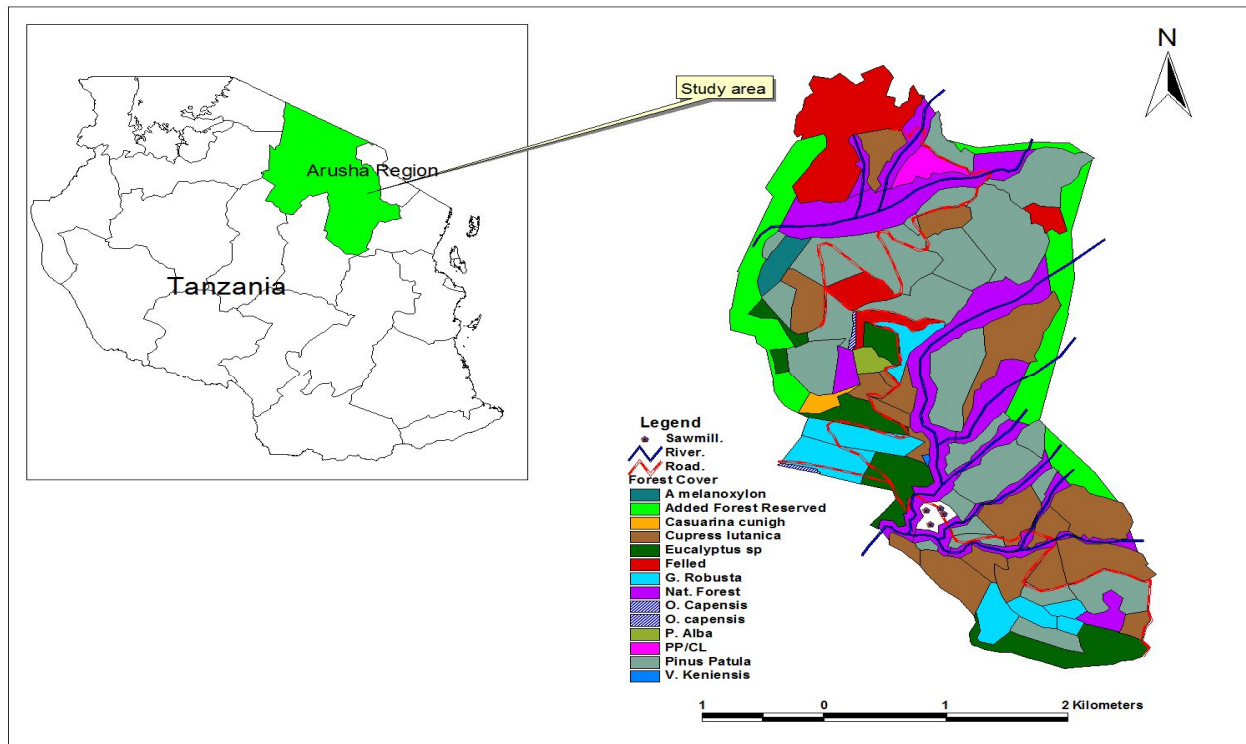 N
Study area
Arusha Region
Tanzania
Legend
Sawmill.
River.
Road.
Forest Cover
A melanoxylon
Added Forest Reserved
Casuarina cunigh
Cupress lutanica
Eucalyptus sp
Felled
G. Robusta
Nat. Forest
O. Capensis
O. capensis
P. Alba
PP/CL
Pinus Patula
V. Keniensis
1 0 1 2 Kilometers